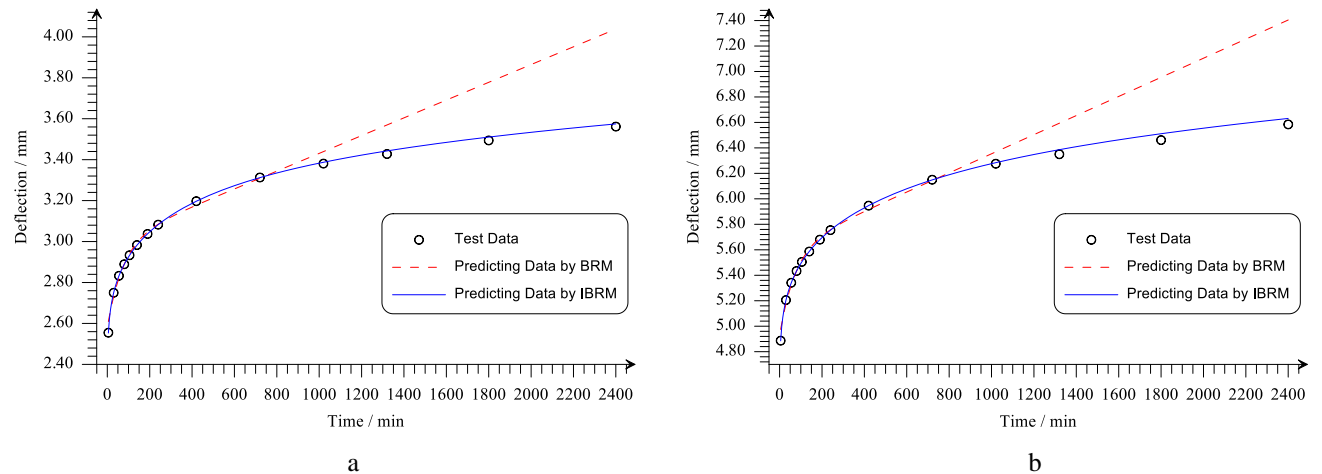 4.00
3.80
3.60
3.40
3.20
3.00
2.80
2.60
2.40
Deflection / mm
0 200 400 600 800 1000 1200 1400 1600 1800 2000 2200 2400
Time / min
Test Data
Predicting Data by BRM
Predicting Data by IBRM
a
7.40
7.20
7.00
6.80
6.60
6.40
6.20
6.00
5.80
5.60
5.40
5.20
5.00
4.80
Deflection / mm
0 200 400 600 800 1000 1200 1400 1600 1800 2000 2200 2400
Time / min
Test Data
Predicting Data by BRM
Predicting Data by IBRM
b